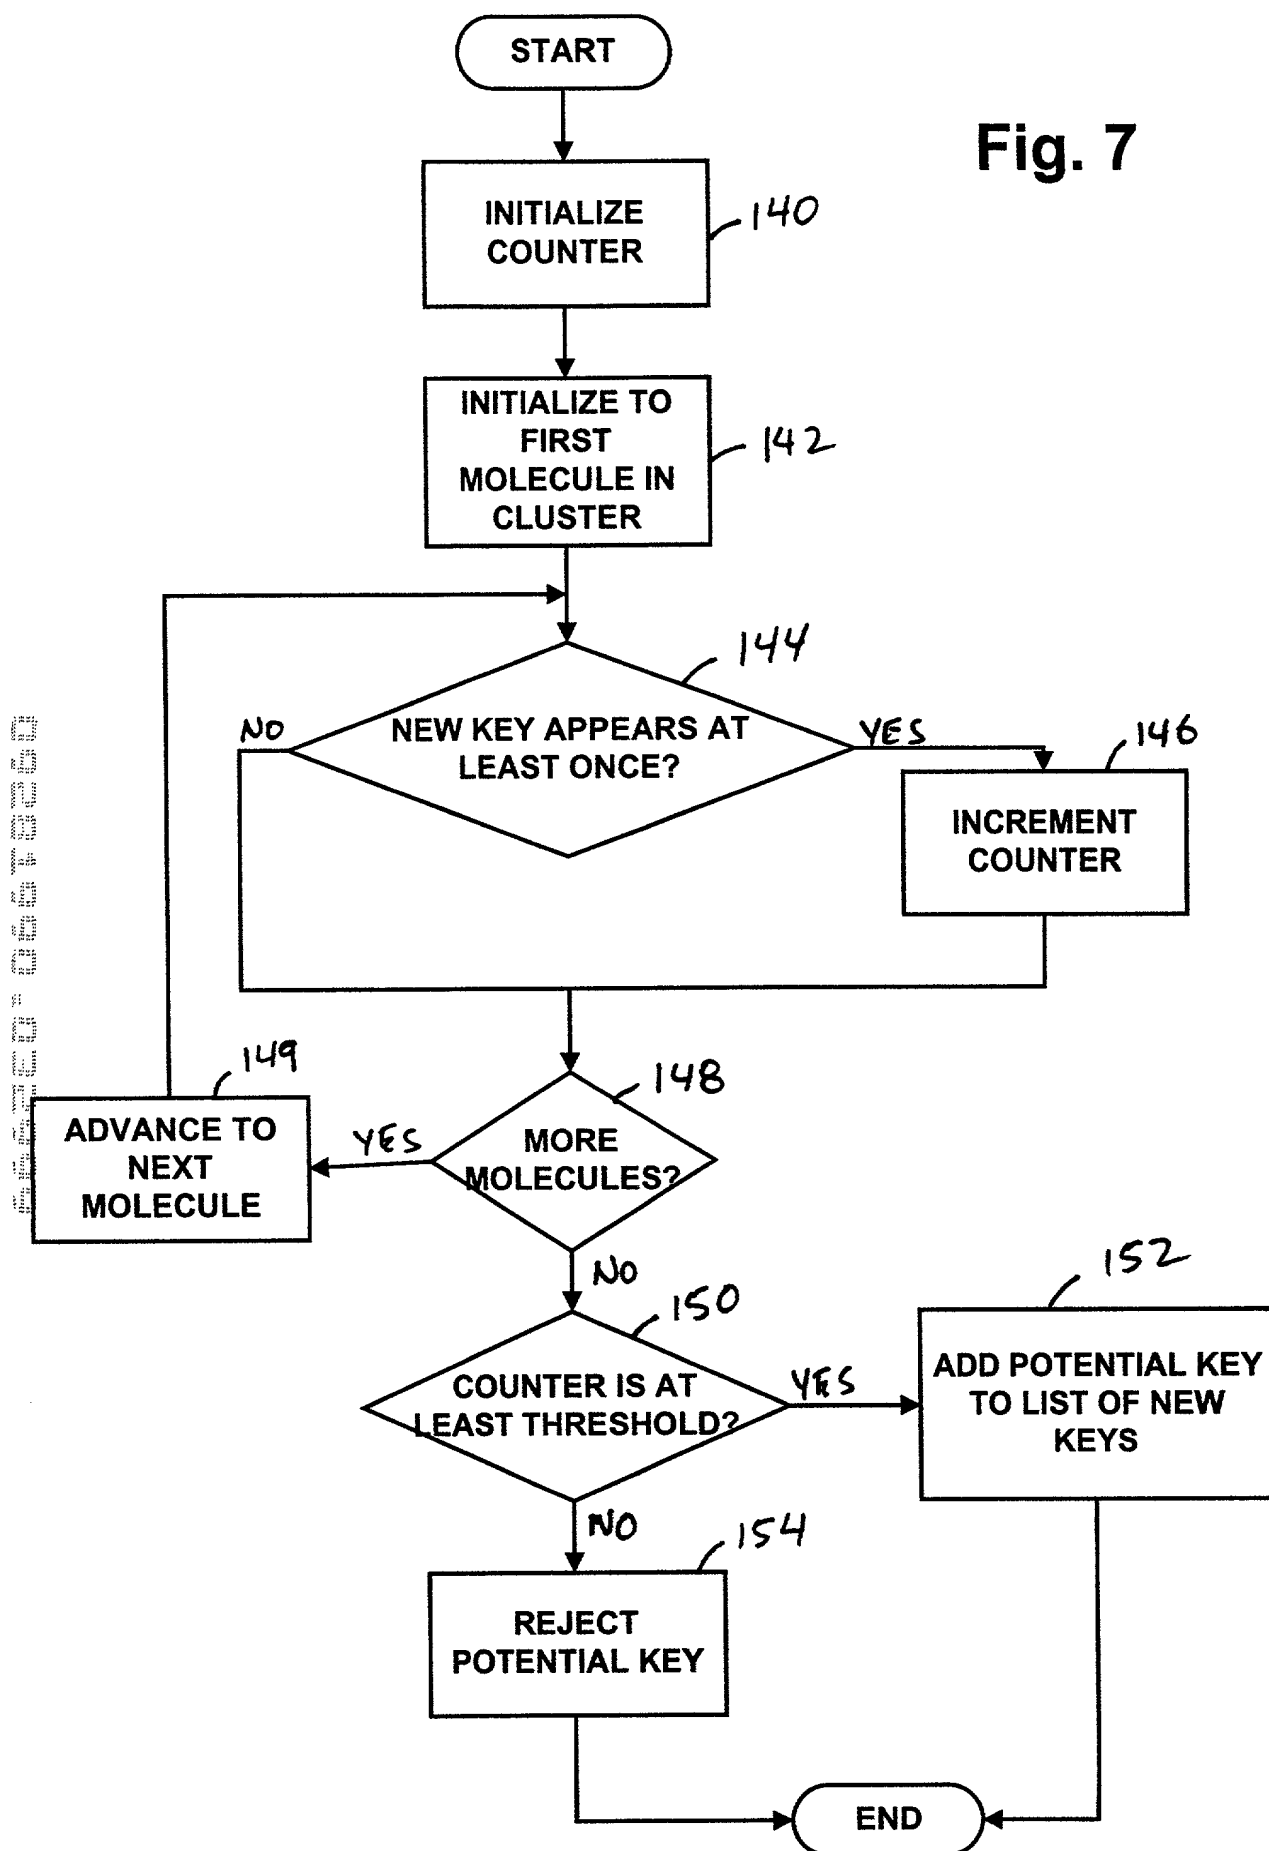 START
Fig. 7
INITIALIZE
COUNTER
140
INITIALIZE TO
FIRST
MOLECULE IN
CLUSTER
142
144
NEW KEY APPEARS AT
LEAST ONCE?
NO
YES
146
INCREMENT
COUNTER
149
ADVANCE TO
NEXT
MOLECULE
YES
148
MORE
MOLECULES?
NO
150
COUNTER IS AT
LEAST THRESHOLD?
YES
152
ADD POTENTIAL KEY
TO LIST OF NEW
KEYS
NO
154
REJECT
POTENTIAL KEY
END